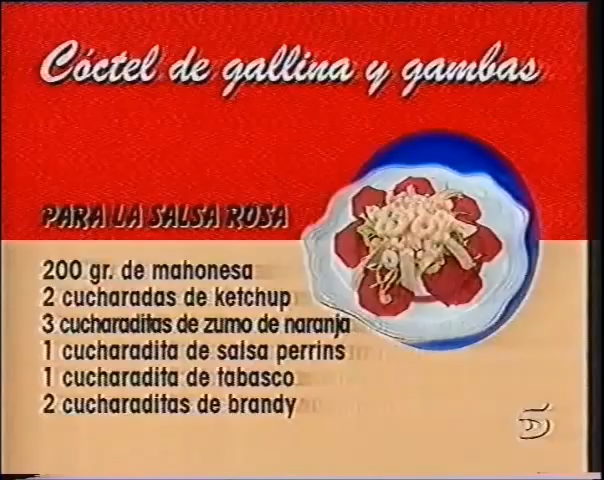 Cóctel de gallina y gambas
PARA LA SALSA ROSA
200 gr. de mahonesa
2 cucharadas de ketchup
3 cucharaditas de zumo de naranja
1 cucharadita de salsa perrins
1 cucharadita de tabasco
2 cucharaditas de brandy
5